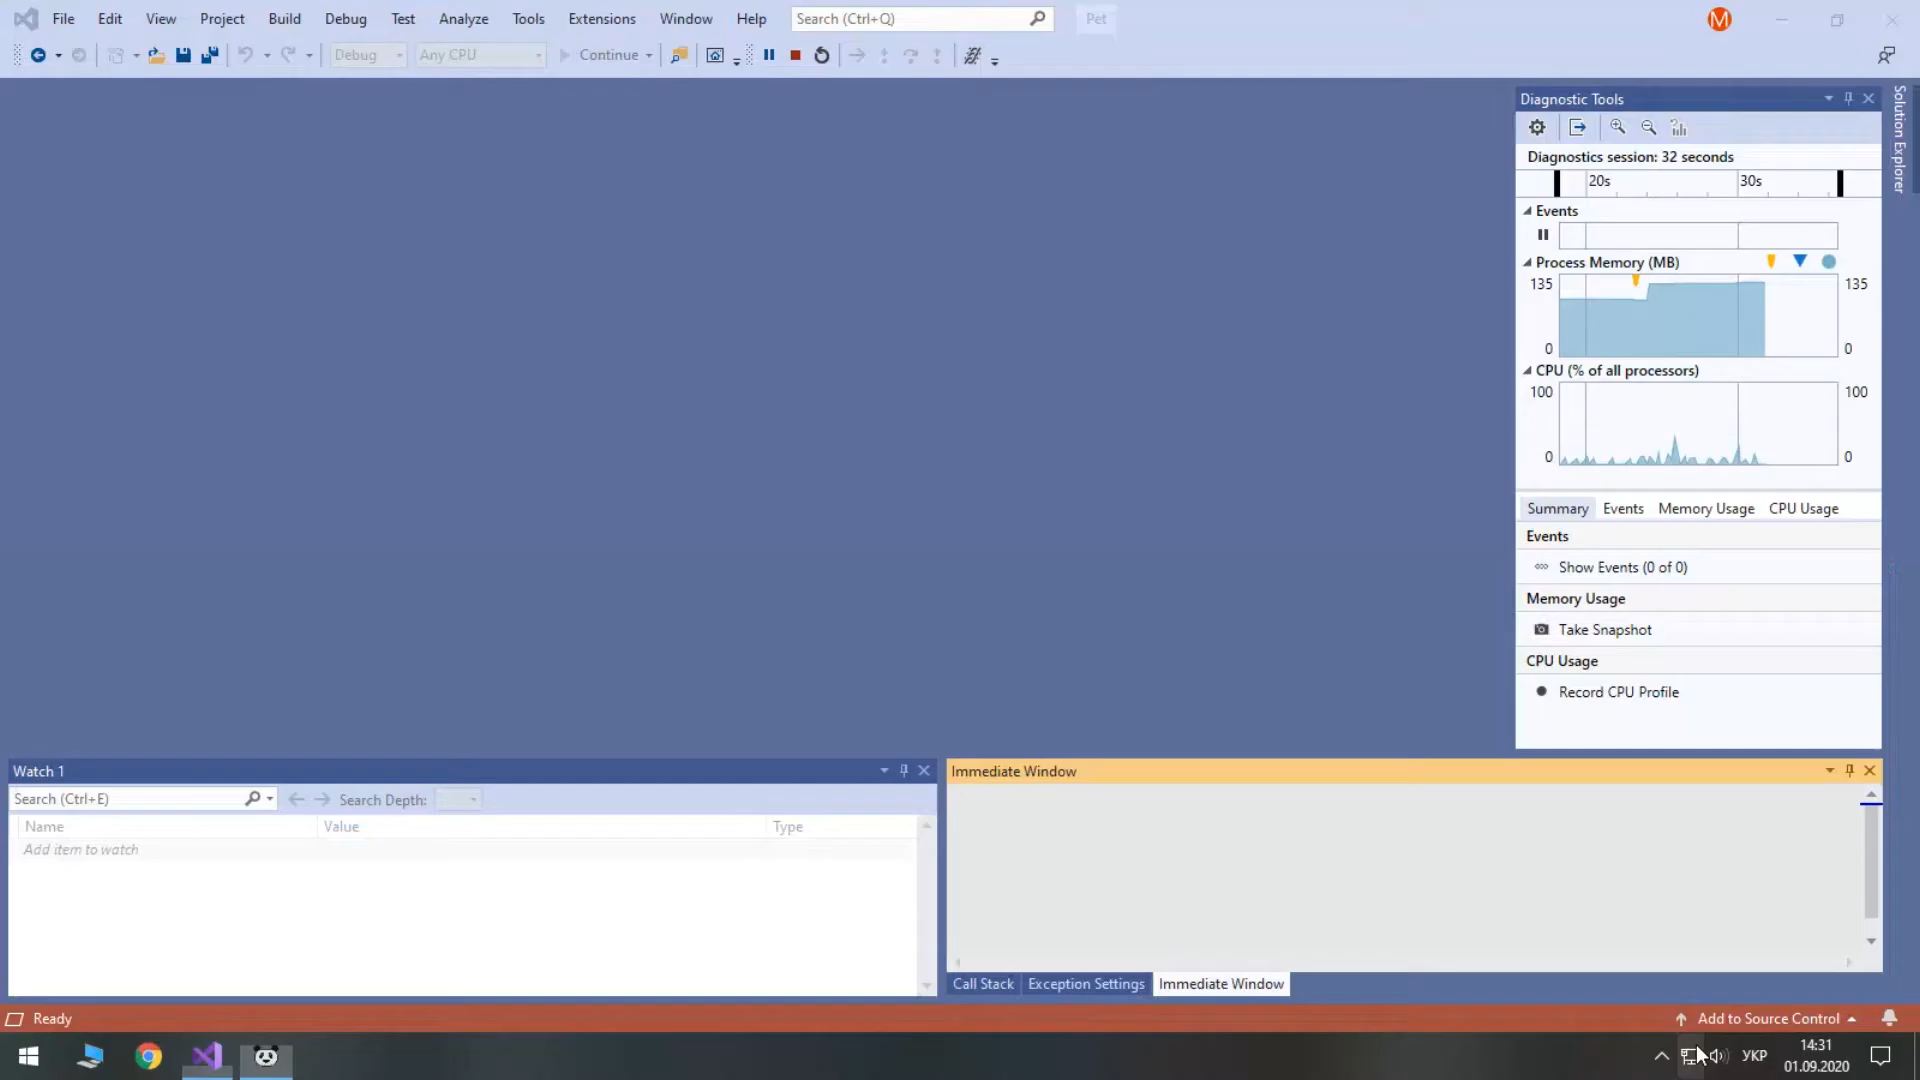 File Edit View Project Build Debug Test Analyze Tools Extensions Window Help Search (Ctrl+Q) Pet M
Debug Any CPU Continue
Diagnostic Tools
Solution Explorer
Diagnostics session: 32 seconds
20s 30s
Events
Process Memory (MB)
135 135
0 0
CPU (% of all processors)
100 100
0 0
Summary Events Memory Usage CPU Usage
Events
Show Events (0 of 0)
Memory Usage
Take Snapshot
CPU Usage
Record CPU Profile
Watch 1
Search (Ctrl+E) Search Depth:
Name Value Type
Add item to watch
Immediate Window
Call Stack Exception Settings Immediate Window
Ready Add to Source Control
УКР 14:31
01.09.2020